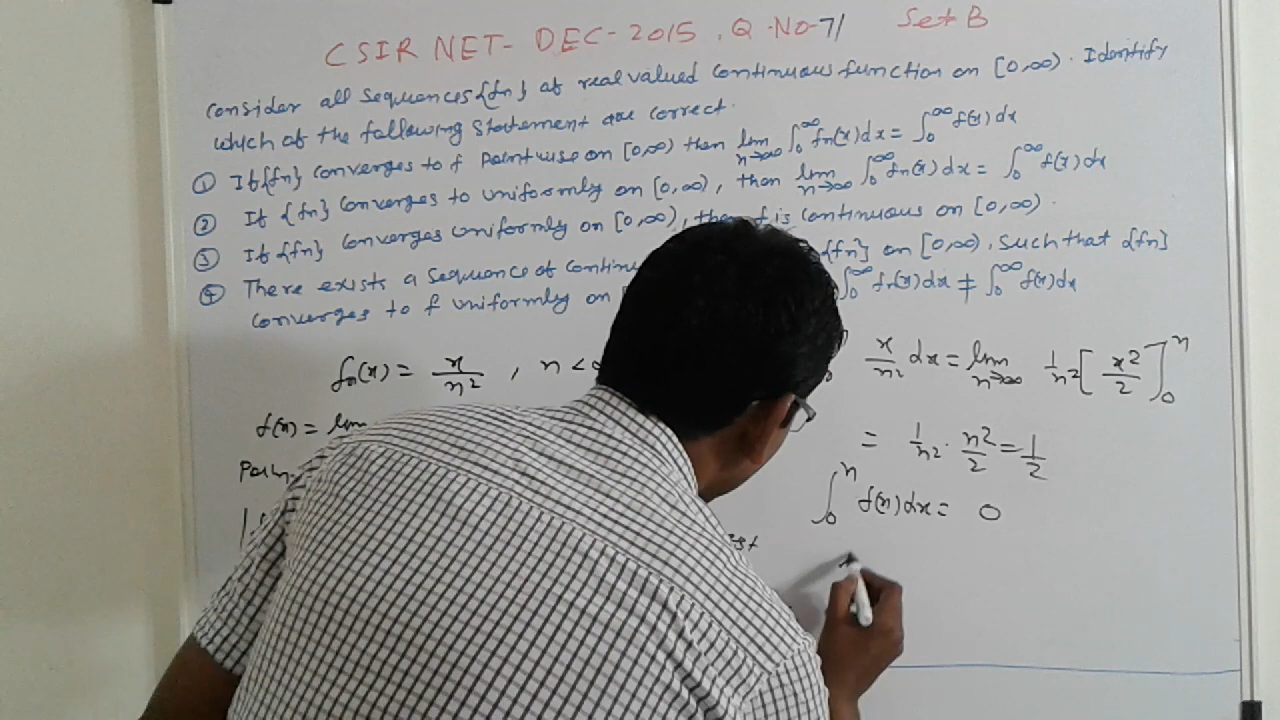 CSIR NET- DEC-2015 . Q.No-71 Set B
Consider all sequences {fn} of real valued continuous function on [0,∞). Identify
which of the following statement are correct.
① If {fn} converges to f pointwise on [0,∞) then lim n→∞ ∫₀^∞ fn(x)dx = ∫₀^∞ f(x)dx
② If {fn} converges to uniformly on [0,∞), then lim n→∞ ∫₀^∞ fn(x)dx = ∫₀^∞ f(x)dx
③ If {fn} converges uniformly on [0,∞), then f is continuous on [0,∞).
④ There exists a sequence of {fn} on [0,∞), such that {fn}
converges to f uniformly on ∫₀^∞ fn(x)dx ≠ ∫₀^∞ f(x)dx
fn(x) = x/n² , n < x/n² dx = lim n→∞ 1/n² [x²/2]₀^n
f(x) = lim = 1/n² · n²/2 = 1/2
∫₀^n f(x)dx = 0